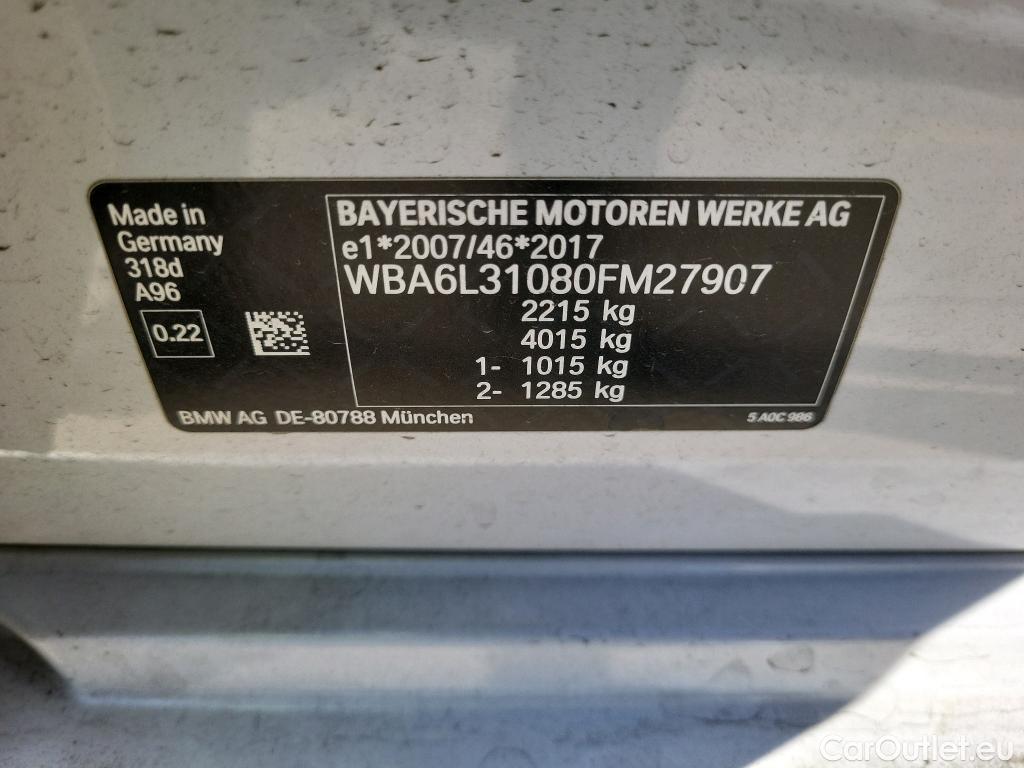 Made in
Germany
318d
A96
0.22
BAYERISCHE MOTOREN WERKE AG
e1*2007/46*2017
WBA6L31080FM27907
2215 kg
4015 kg
1- 1015 kg
2- 1285 kg
BMW AG DE-80788 München
5 A0C 986
CarOutlet.eu